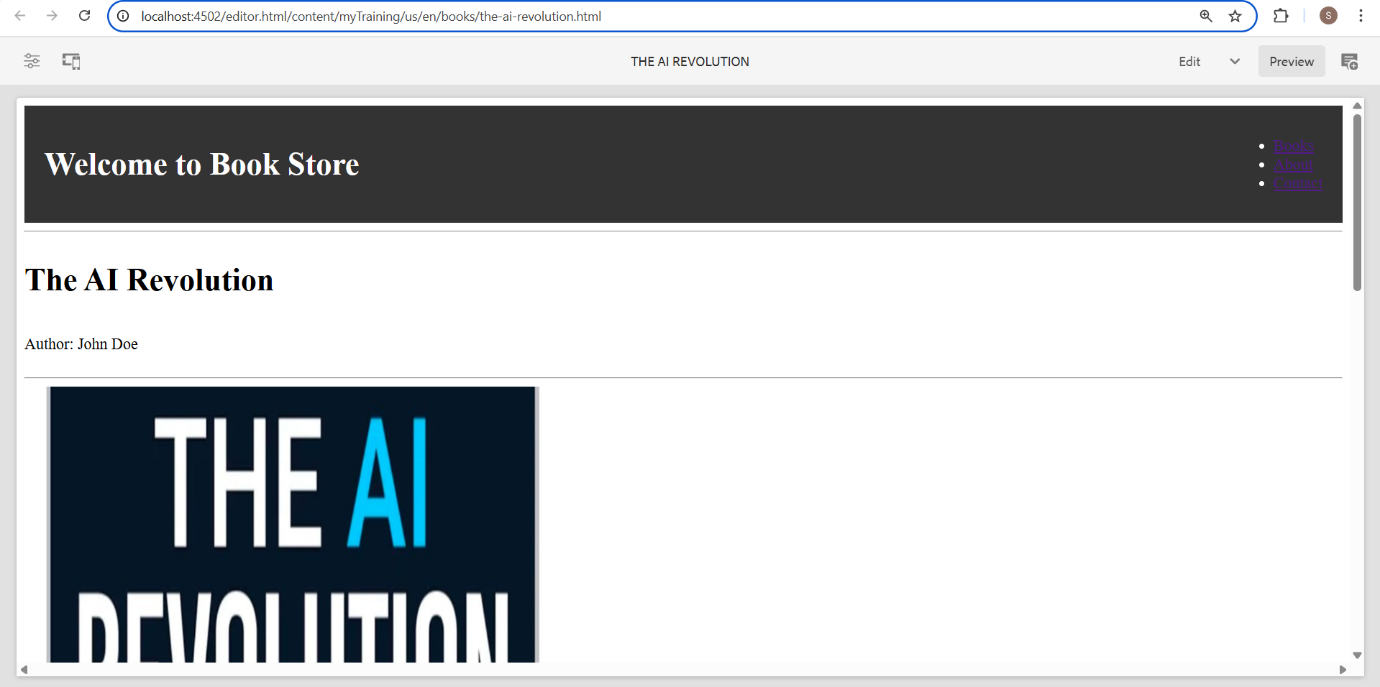 localhost:4502/editor.html/content/myTraining/us/en/books/the-ai-revolution.html
S
THE AI REVOLUTION
Edit
Preview
Welcome to Book Store
Books
About
Contact
The AI Revolution
Author: John Doe
THE AI
REVOLUTION